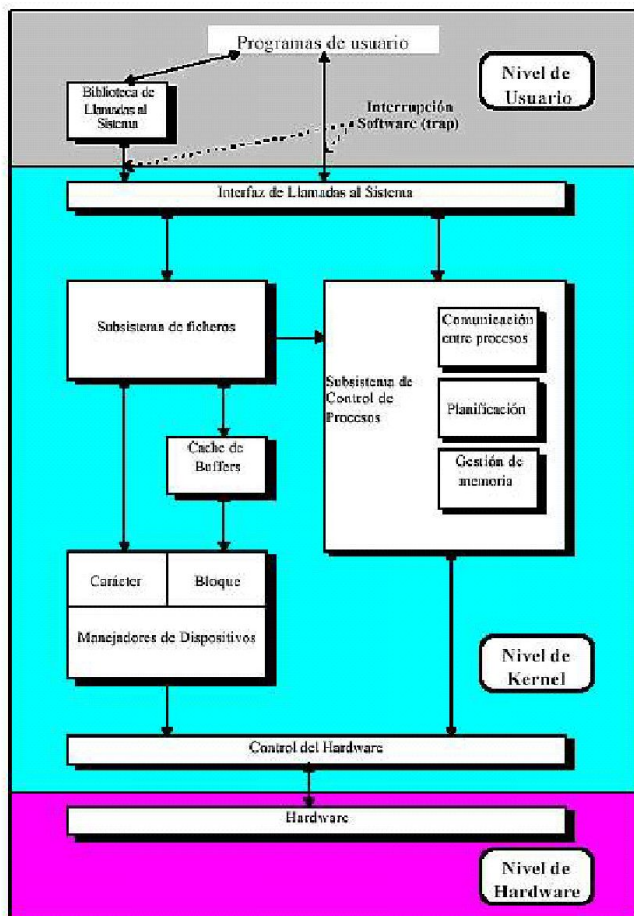 Programas de usuario
Nivel de
Usuario
Biblioteca de
Llamadas al
Sistema
Interrupción
Software (trap)
Interfaz de Llamadas al Sistema
Subsistema de ficheros
Comunicación
entre procesos
Subsistema de
Control de
Procesos
Planificación
Cache de
Buffers
Gestión de
memoria
Carácter
Bloque
Manejadores de Dispositivos
Nivel de
Kernel
Control del Hardware
Hardware
Nivel de
Hardware